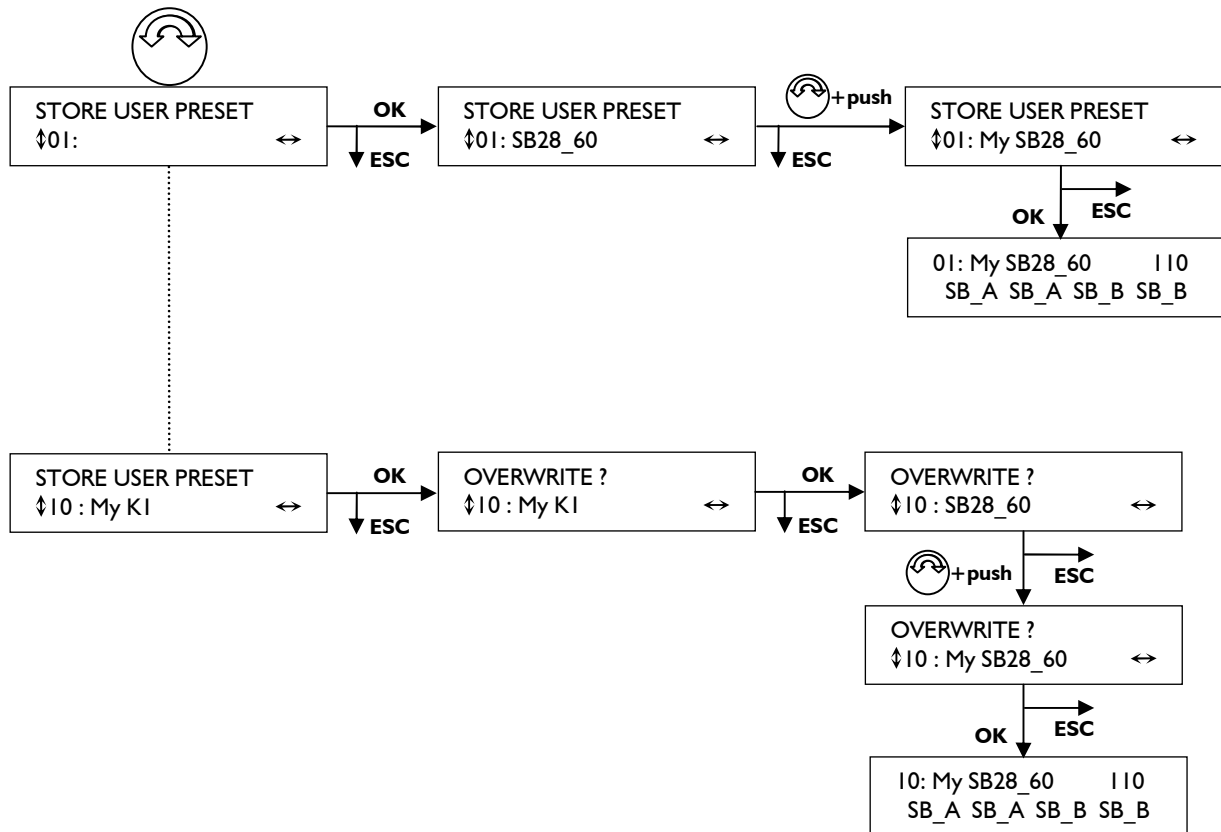 STORE USER PRESET
⇕01: ↔
OK
ESC
STORE USER PRESET
⇕01: SB28_60 ↔
+push
ESC
STORE USER PRESET
⇕01: My SB28_60 ↔
ESC
OK
01: My SB28_60 110
SB_A SB_A SB_B SB_B
STORE USER PRESET
⇕10 : My K1 ↔
OK
ESC
OVERWRITE ?
⇕10 : My K1 ↔
OK
ESC
OVERWRITE ?
⇕10 : SB28_60 ↔
+push
ESC
OVERWRITE ?
⇕10 : My SB28_60 ↔
ESC
OK
10: My SB28_60 110
SB_A SB_A SB_B SB_B